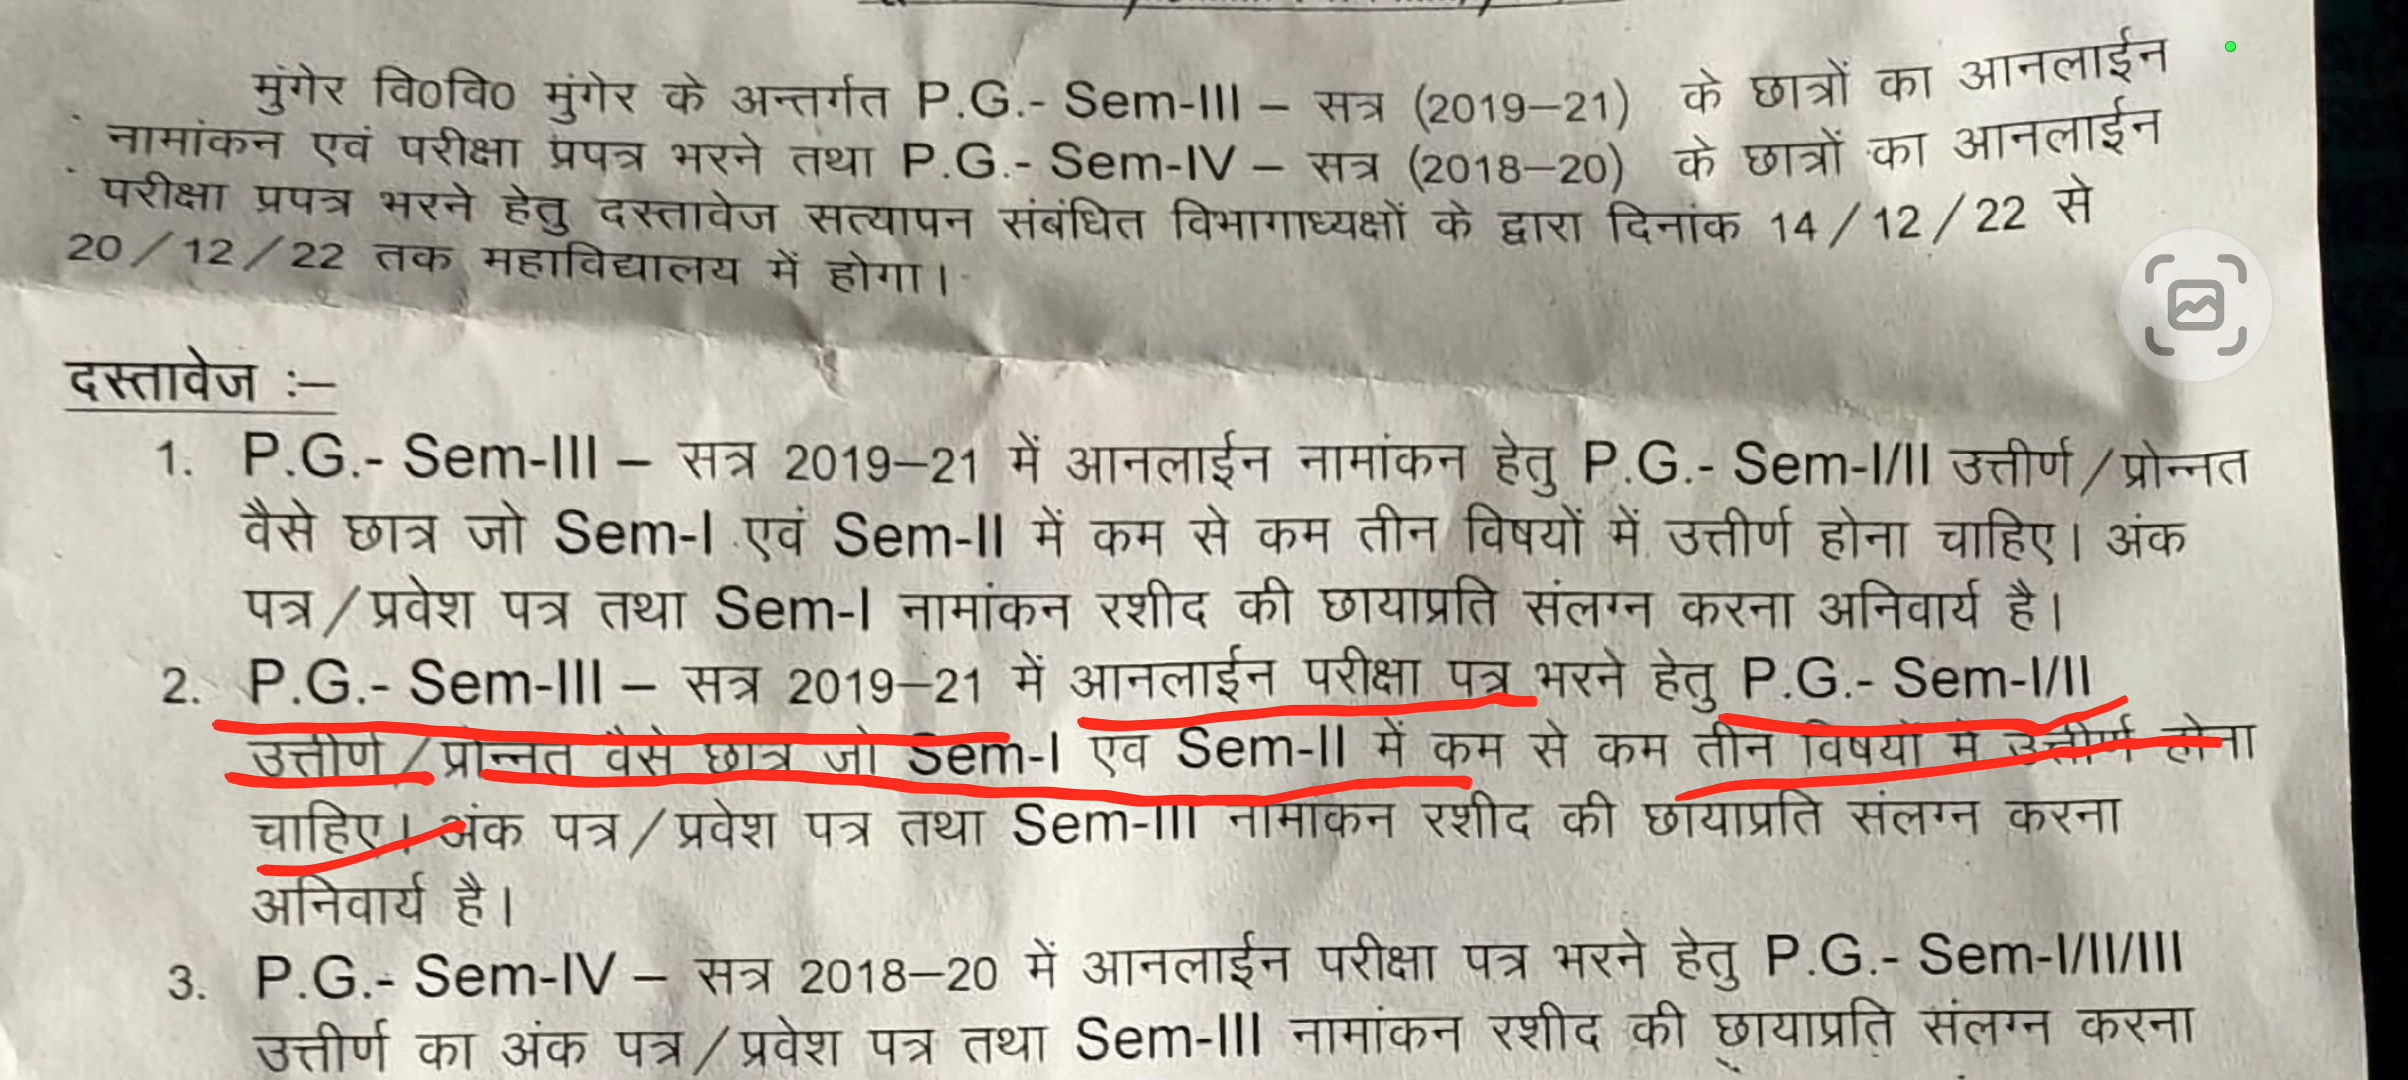 मुंगेर वि0वि0 मुंगेर के अन्तर्गत P.G.- Sem-III – सत्र (2019–21) के छात्रों का आनलाईन
नामांकन एवं परीक्षा प्रपत्र भरने तथा P.G.- Sem-IV – सत्र (2018–20) के छात्रों का आनलाईन
परीक्षा प्रपत्र भरने हेतु दस्तावेज सत्यापन संबंधित विभागाध्यक्षों के द्वारा दिनांक 14/12/22 से
20/12/22 तक महाविद्यालय में होगा।
दस्तावेज :–
1. P.G.- Sem-III – सत्र 2019–21 में आनलाईन नामांकन हेतु P.G.- Sem-I/II उत्तीर्ण/प्रोन्नत
वैसे छात्र जो Sem-I एवं Sem-II में कम से कम तीन विषयों में उत्तीर्ण होना चाहिए। अंक
पत्र/प्रवेश पत्र तथा Sem-I नामांकन रशीद की छायाप्रति संलग्न करना अनिवार्य है।
2. P.G.- Sem-III – सत्र 2019–21 में आनलाईन परीक्षा पत्र भरने हेतु P.G.- Sem-I/II
उत्तीर्ण/प्रोन्नत वैसे छात्र जो Sem-I एवं Sem-II में कम से कम तीन विषयों में उत्तीर्ण होना
चाहिए। अंक पत्र/प्रवेश पत्र तथा Sem-III नामांकन रशीद की छायाप्रति संलग्न करना
अनिवार्य है।
3. P.G.- Sem-IV – सत्र 2018–20 में आनलाईन परीक्षा पत्र भरने हेतु P.G.- Sem-I/II/III
उत्तीर्ण का अंक पत्र/प्रवेश पत्र तथा Sem-III नामांकन रशीद की छायाप्रति संलग्न करना